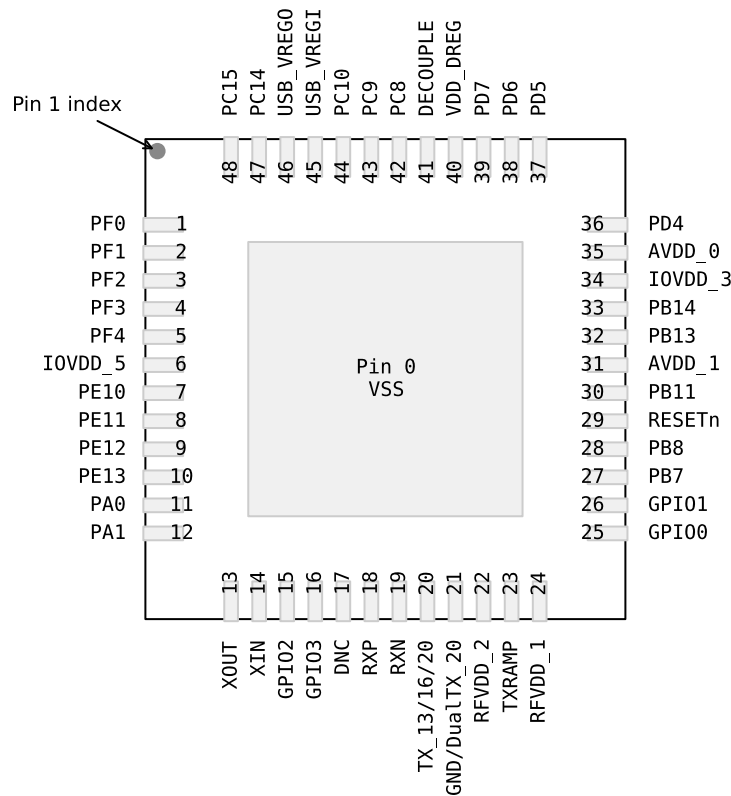 PC15
PC14
USB_VREGO
USB_VREGI
PC10
PC9
PC8
DECOUPLE
VDD_DREG
PD7
PD6
PD5
Pin 1 index
48
47
46
45
44
43
42
41
40
39
38
37
PF0 1
PF1 2
PF2 3
PF3 4
PF4 5
IOVDD_5 6
PE10 7
PE11 8
PE12 9
PE13 10
PA0 11
PA1 12
Pin 0
VSS
36 PD4
35 AVDD_0
34 IOVDD_3
33 PB14
32 PB13
31 AVDD_1
30 PB11
29 RESETn
28 PB8
27 PB7
26 GPIO1
25 GPIO0
13
14
15
16
17
18
19
20
21
22
23
24
XOUT
XIN
GPIO2
GPIO3
DNC
RXP
RXN
TX_13/16/20
GND/DualTX_20
RFVDD_2
TXRAMP
RFVDD_1